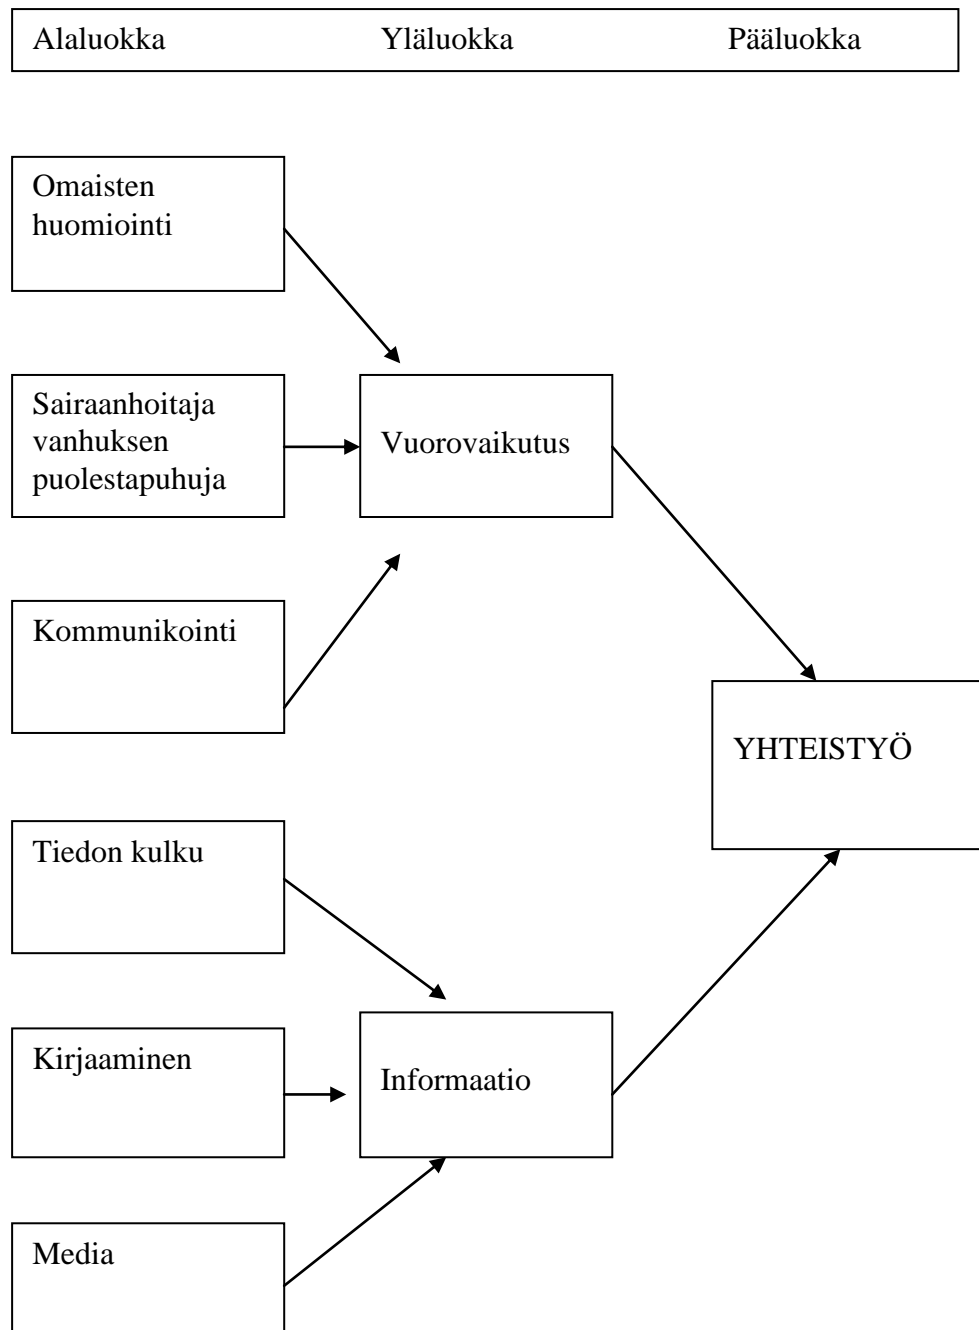 Alaluokka Yläluokka Pääluokka
Omaisten
huomiointi
Sairaanhoitaja
vanhuksen
puolestapuhuja
Vuorovaikutus
Kommunikointi
YHTEISTYÖ
Tiedon kulku
Kirjaaminen
Informaatio
Media